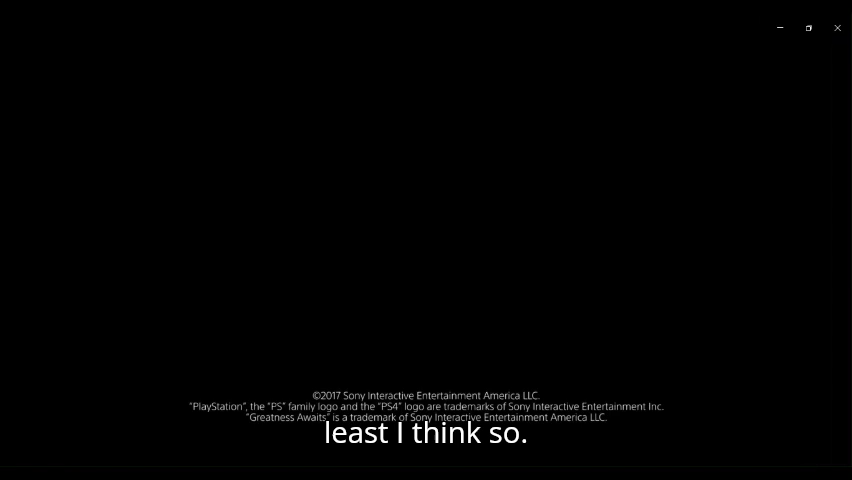 ©2017 Sony Interactive Entertainment America LLC.
"PlayStation", the "PS" family logo and the "PS4" logo are trademarks of Sony Interactive Entertainment Inc.
"Greatness Awaits" is a trademark of Sony Interactive Entertainment America LLC.
least I think so.